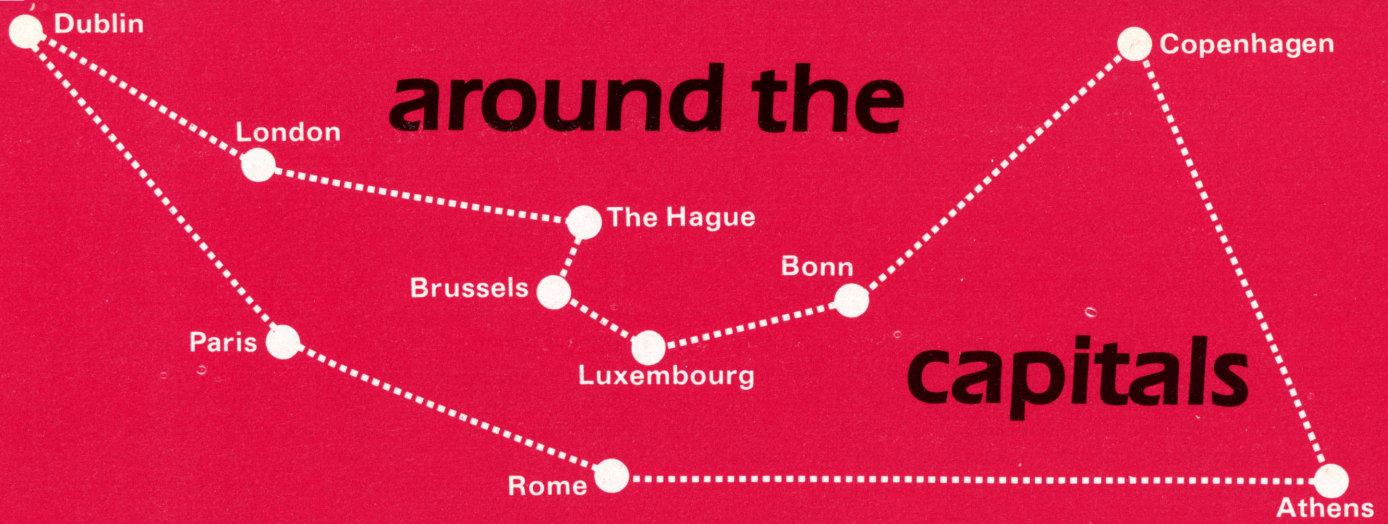 Dublin
Copenhagen
around the
London
The Hague
Bonn
Brussels
Paris
Luxembourg
capitals
Rome
Athens